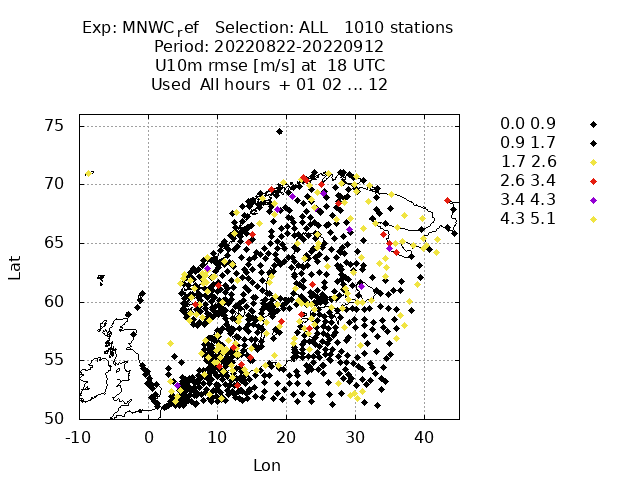 Exp: MNWC_ref   Selection: ALL   1010 stations
Period: 20220822-20220912
U10m rmse [m/s] at  18 UTC
Used  All hours  + 01 02 ... 12
75
70
65
60
55
50
-10 0 10 20 30 40
Lat
Lon
0.0 0.9
0.9 1.7
1.7 2.6
2.6 3.4
3.4 4.3
4.3 5.1